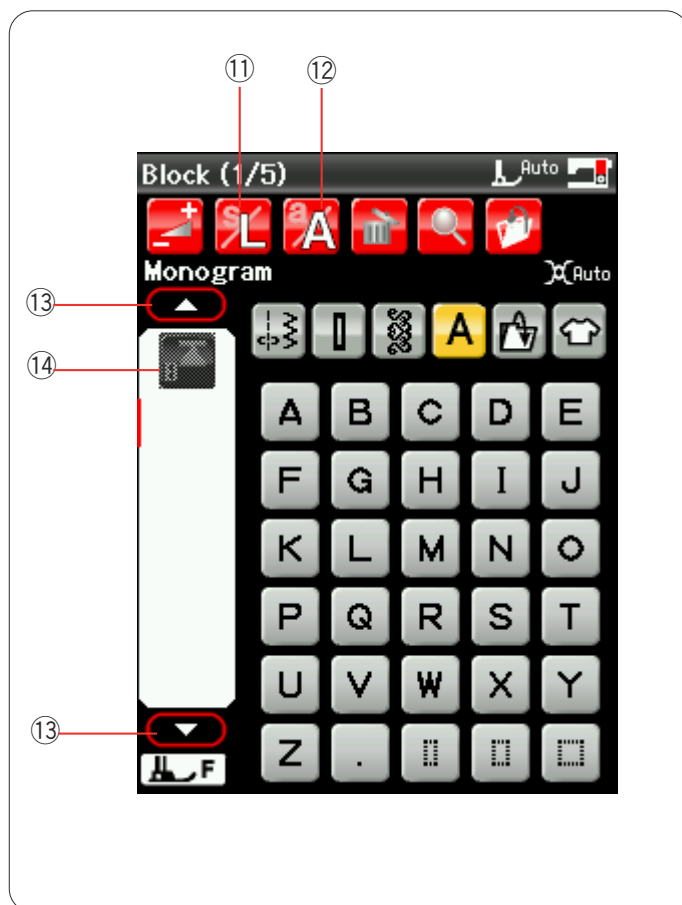 ⑪ ⑫
Block (1/5) Auto
S/L a/A
Monogram Auto
⑬
A
⑭
A B C D E
F G H I J
K L M N O
P Q R S T
U V W X Y
⑬
Z .
F